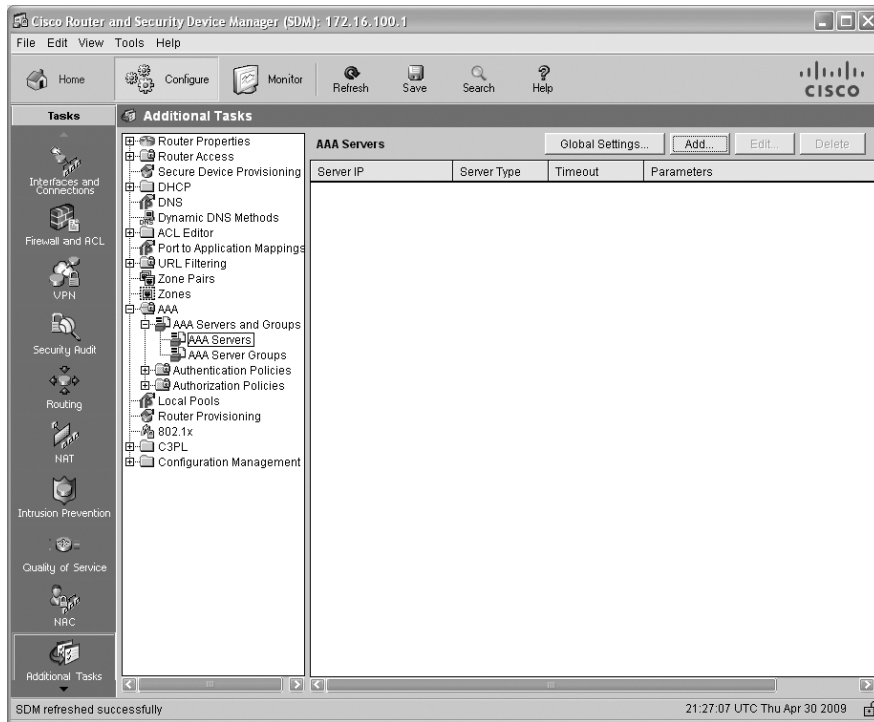 Cisco Router and Security Device Manager (SDM): 172.16.100.1
File Edit View Tools Help
Home Configure Monitor Refresh Save Search Help
CISCO
Tasks
Additional Tasks
Interfaces and Connections
Firewall and ACL
VPN
Security Audit
Routing
NAT
Intrusion Prevention
Quality of Service
NAC
Additional Tasks
Router Properties
Router Access
Secure Device Provisioning
DHCP
DNS
Dynamic DNS Methods
ACL Editor
Port to Application Mappings
URL Filtering
Zone Pairs
Zones
AAA
AAA Servers and Groups
AAA Servers
AAA Server Groups
Authentication Policies
Authorization Policies
Local Pools
Router Provisioning
802.1x
C3PL
Configuration Management
AAA Servers Global Settings... Add... Edit... Delete
Server IP Server Type Timeout Parameters
SDM refreshed successfully 21:27:07 UTC Thu Apr 30 2009